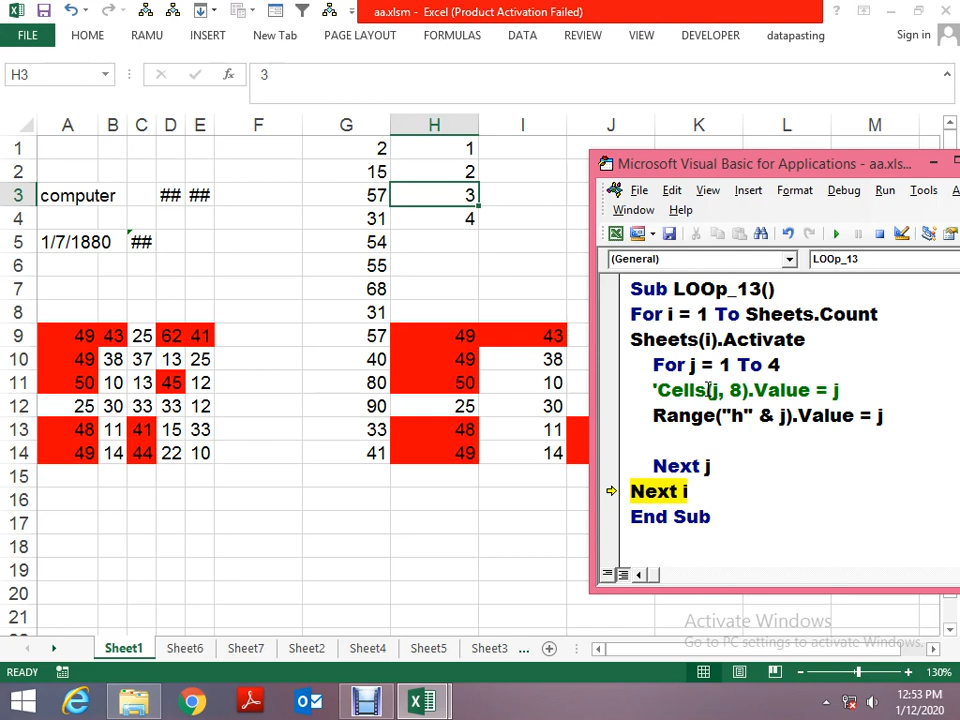 aa.xlsm - Excel (Product Activation Failed)
FILE HOME RAMU INSERT New Tab PAGE LAYOUT FORMULAS DATA REVIEW VIEW DEVELOPER datapasting Sign in
H3 fx 3
A B C D E F G H I J K L M
1 2 1
2 15 2
3 computer ## ## 57 3
4 31 4
5 1/7/1880 ## 54
6 55
7 68
8 31
9 49 43 25 62 41 57 49 43
10 49 38 37 13 25 40 49 38
11 50 10 13 45 12 80 50 10
12 25 30 33 33 12 90 25 30
13 48 11 41 15 33 33 48 11
14 49 14 44 22 10 41 49 14
15
16
17
18
19
20
21
Microsoft Visual Basic for Applications - aa.xls...
File Edit View Insert Format Debug Run Tools
Window Help
(General) LOOp_13
Sub LOOp_13()
For i = 1 To Sheets.Count
Sheets(i).Activate
For j = 1 To 4
'Cells(j, 8).Value = j
Range("h" & j).Value = j
Next j
Next i
End Sub
Activate Windows
Go to PC settings to activate Windows.
Sheet1 Sheet6 Sheet7 Sheet2 Sheet4 Sheet5 Sheet3 ...
READY 130%
12:53 PM
1/12/2020